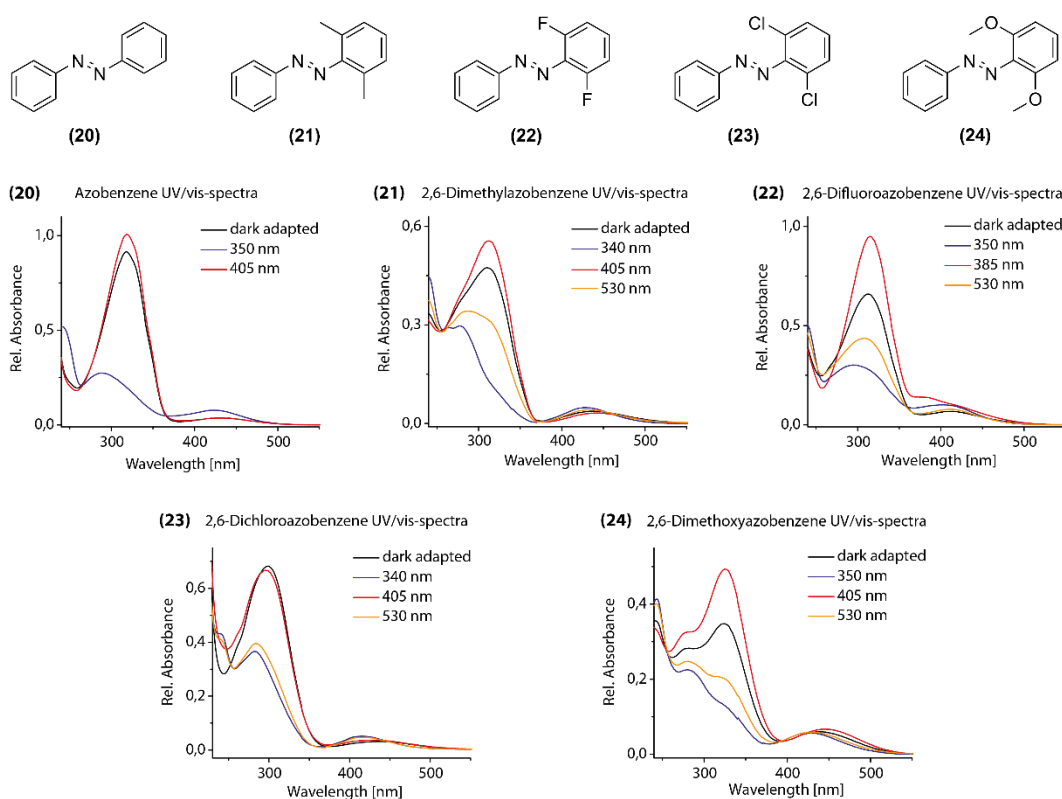 N N
(20)
N N
(21)
F
N N
F
(22)
Cl
N N
Cl
(23)
O
N N
O
(24)
(20) Azobenzene UV/vis-spectra
dark adapted
350 nm
405 nm
1,0
0,5
0,0
Rel. Absorbance
300 400 500
Wavelength [nm]
(21) 2,6-Dimethylazobenzene UV/vis-spectra
dark adapted
340 nm
405 nm
530 nm
0,6
0,3
0,0
Rel. Absorbance
300 400 500
Wavelength [nm]
(22) 2,6-Difluoroazobenzene UV/vis-spectra
dark adapted
350 nm
385 nm
530 nm
1,0
0,5
0,0
Rel. Absorbance
300 400 500
Wavelength [nm]
(23) 2,6-Dichloroazobenzene UV/vis-spectra
dark adapted
340 nm
405 nm
530 nm
0,6
0,4
0,2
0,0
Rel. Absorbance
300 400 500
Wavelength [nm]
(24) 2,6-Dimethoxyazobenzene UV/vis-spectra
dark adapted
350 nm
405 nm
530 nm
0,4
0,2
0,0
Rel. Absorbance
300 400 500
Wavelength [nm]